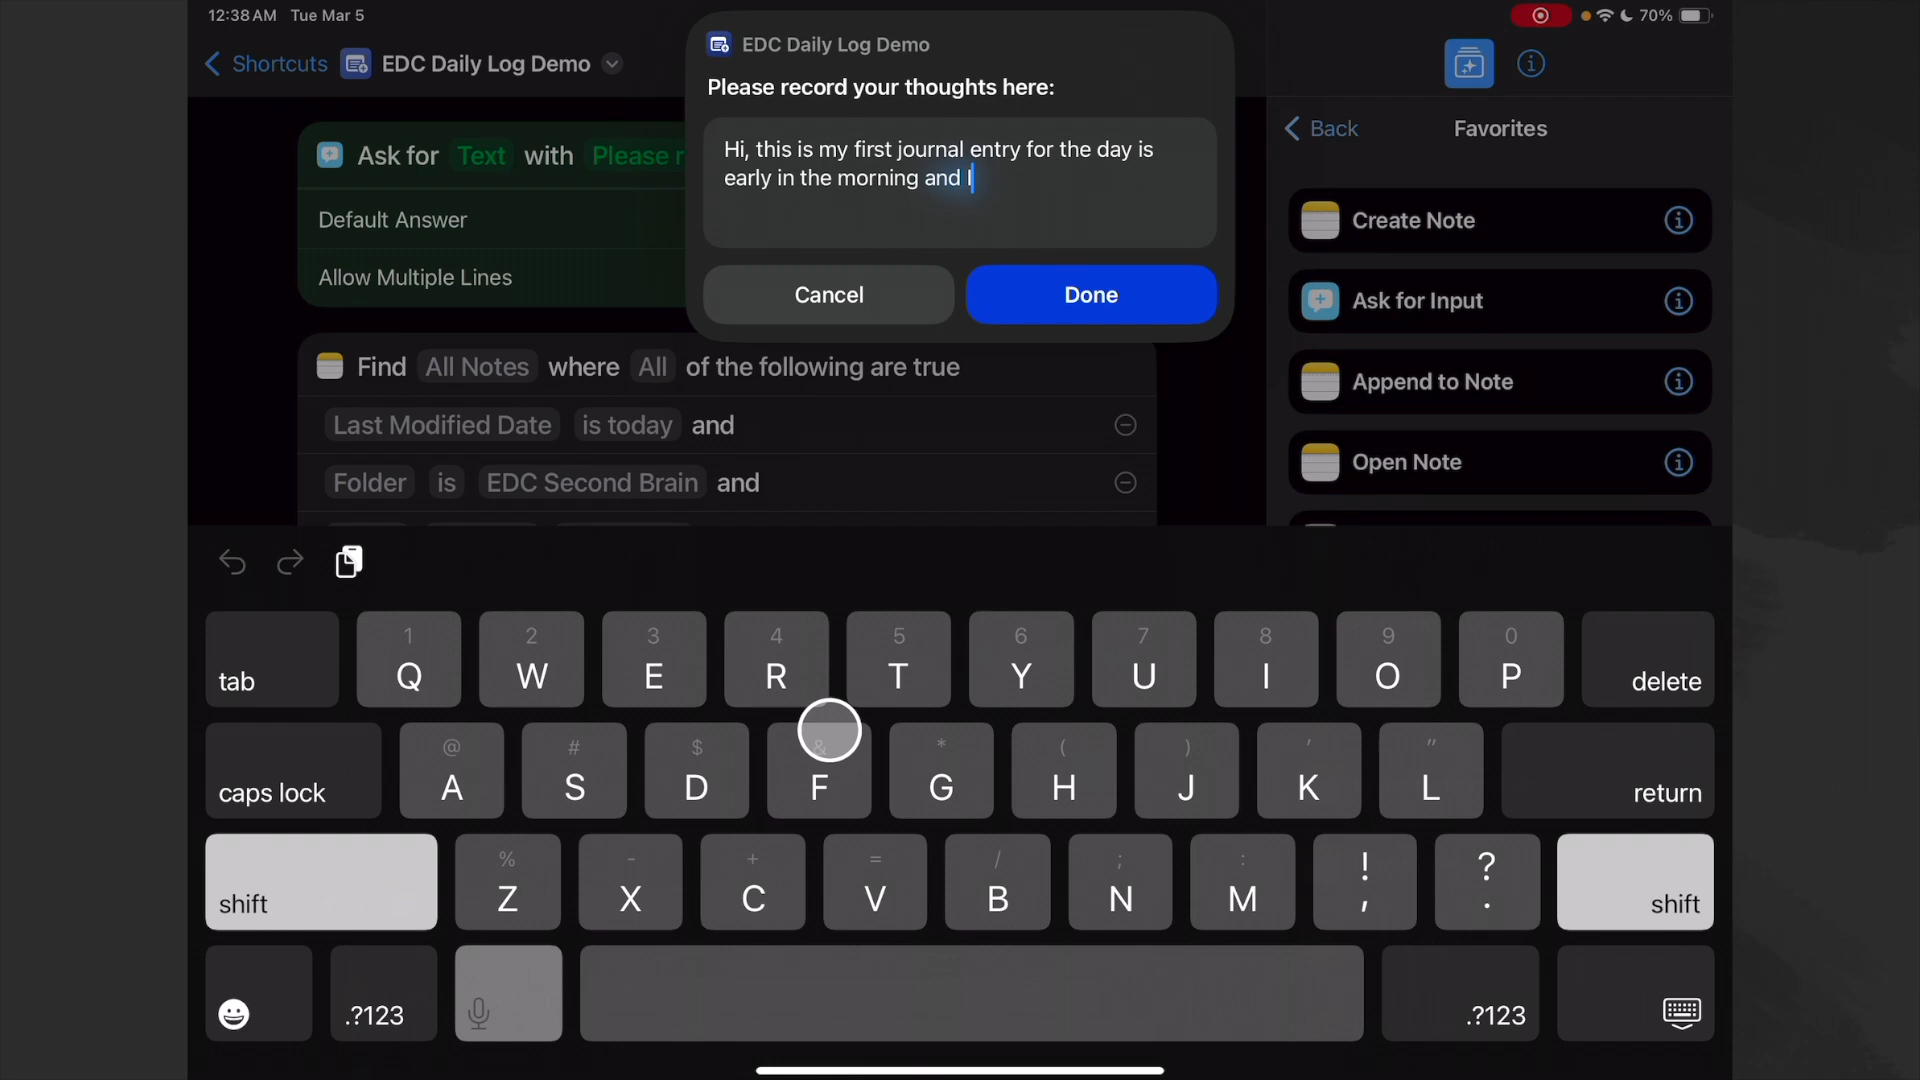 12:38 AM Tue Mar 5
70%
Shortcuts
EDC Daily Log Demo
EDC Daily Log Demo
Please record your thoughts here:
Hi, this is my first journal entry for the day is
early in the morning and I
Cancel
Done
Ask for Text with Please r
Default Answer
Allow Multiple Lines
Find All Notes where All of the following are true
Last Modified Date is today and
Folder is EDC Second Brain and
Back
Favorites
Create Note
Ask for Input
Append to Note
Open Note
1 2 3 4 5 6 7 8 9 0
tab Q W E R T Y U I O P delete
@ # $ & * ( ) ' "
caps lock A S D F G H J K L return
% - + = / ; : ! ?
shift Z X C V B N M , . shift
.?123 .?123